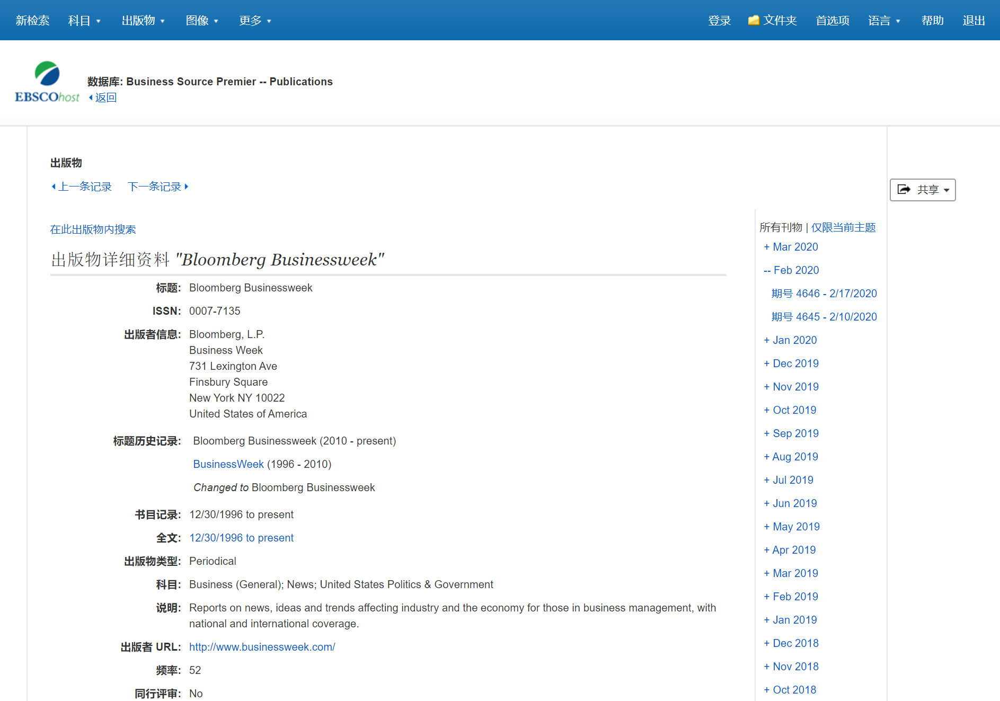 新检索 科目 出版物 图像 更多 登录 文件夹 首选项 语言 帮助 退出
EBSCOhost
数据库: Business Source Premier -- Publications
返回
出版物
上一条记录 下一条记录
共享
在此出版物内搜索
出版物详细资料 "Bloomberg Businessweek"
标题: Bloomberg Businessweek
ISSN: 0007-7135
出版者信息: Bloomberg, L.P.
Business Week
731 Lexington Ave
Finsbury Square
New York NY 10022
United States of America
标题历史记录: Bloomberg Businessweek (2010 - present)
BusinessWeek (1996 - 2010)
Changed to Bloomberg Businessweek
书目记录: 12/30/1996 to present
全文: 12/30/1996 to present
出版物类型: Periodical
科目: Business (General); News; United States Politics & Government
说明: Reports on news, ideas and trends affecting industry and the economy for those in business management, with
national and international coverage.
出版者 URL: http://www.businessweek.com/
频率: 52
同行评审: No
所有刊物 | 仅限当前主题
+ Mar 2020
-- Feb 2020
期号 4646 - 2/17/2020
期号 4645 - 2/10/2020
+ Jan 2020
+ Dec 2019
+ Nov 2019
+ Oct 2019
+ Sep 2019
+ Aug 2019
+ Jul 2019
+ Jun 2019
+ May 2019
+ Apr 2019
+ Mar 2019
+ Feb 2019
+ Jan 2019
+ Dec 2018
+ Nov 2018
+ Oct 2018